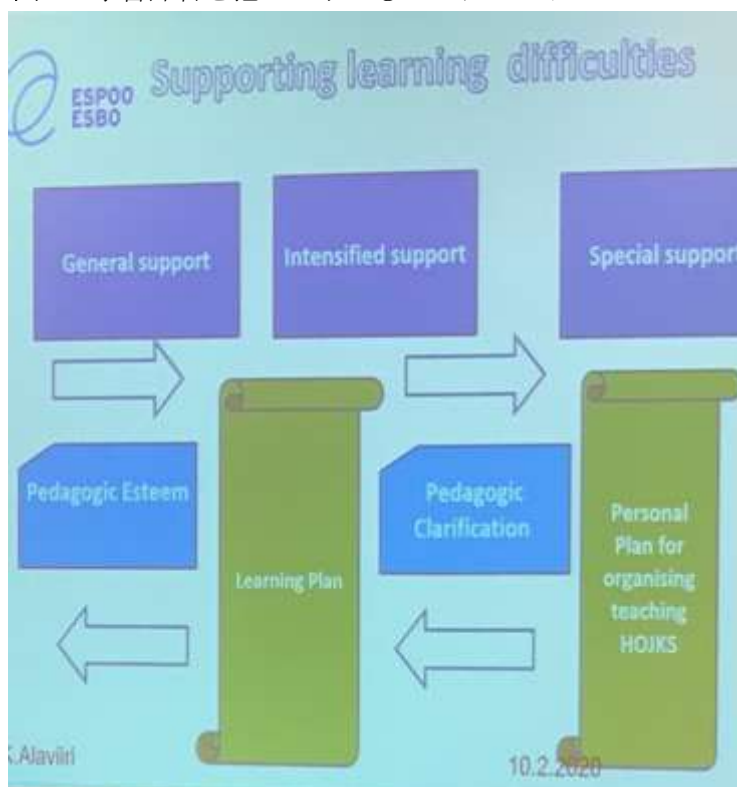 ESPOO
ESBO
Supporting learning difficulties
General support
Intensified support
Special support
Pedagogic Esteem
Learning Plan
Pedagogic
Clarification
Personal
Plan for
organising
teaching
HOJKS
K.Alaviiri
10.2.2020